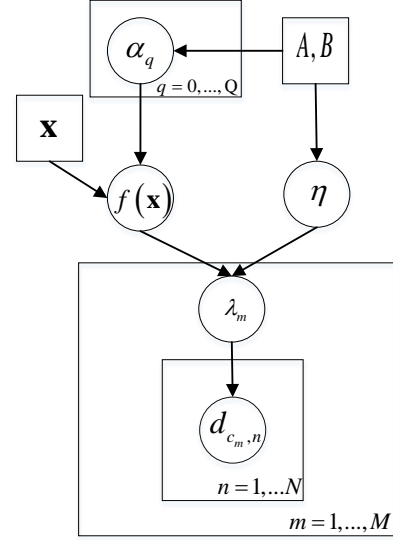 α_q
A, B
q = 0,...,Q
x
f(x)
η
λ_m
d_{c_m,n}
n = 1,...N
m = 1,...,M